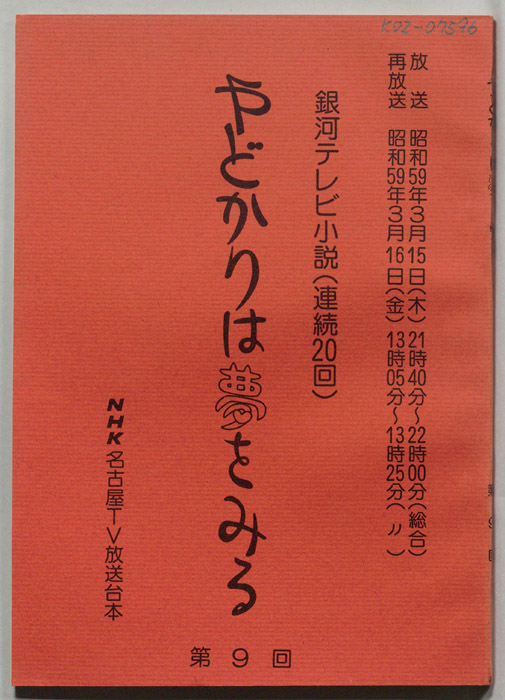 K02-07596
放送 昭和59年3月15日(木)21時40分～22時00分(総合)
再放送 昭和59年3月16日(金)13時05分～13時25分(〃)
銀河テレビ小説(連続20回)
やどかりは夢をみる
NHK名古屋TV放送台本
第9回
第9回